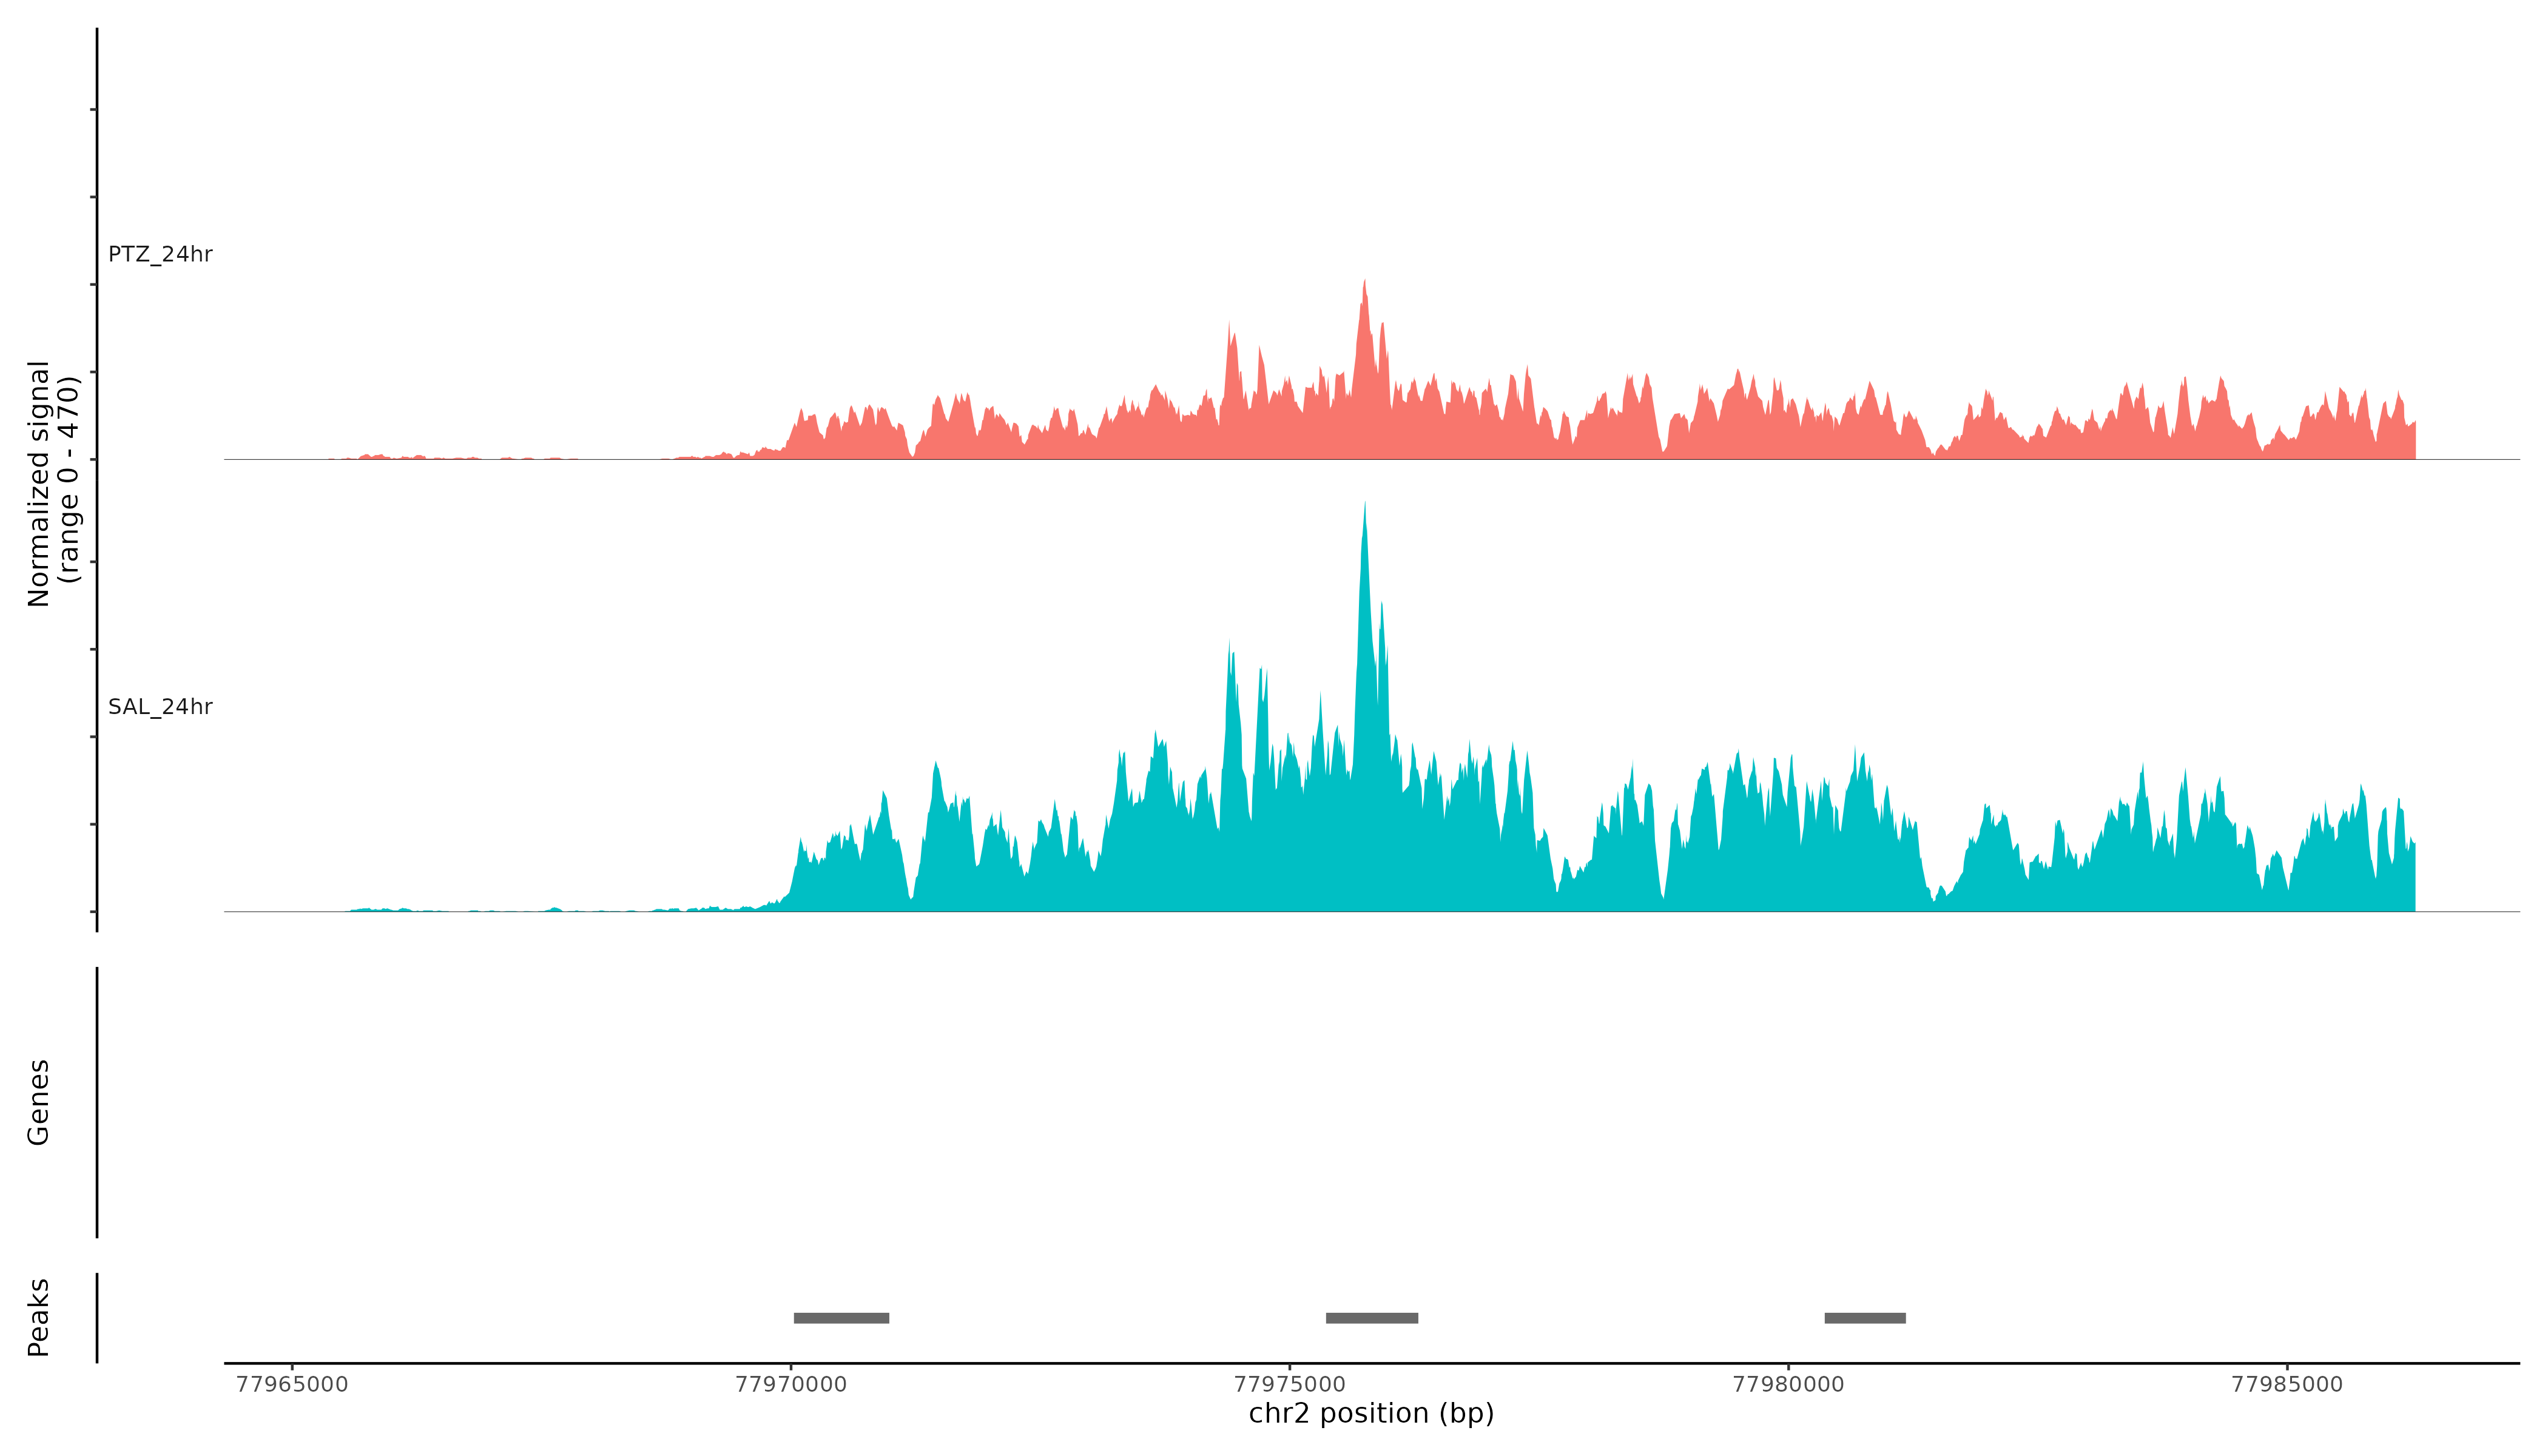 Normalized signal
(range 0 - 470)
PTZ_24hr
SAL_24hr
Genes
Peaks
77965000 77970000 77975000 77980000 77985000
chr2 position (bp)